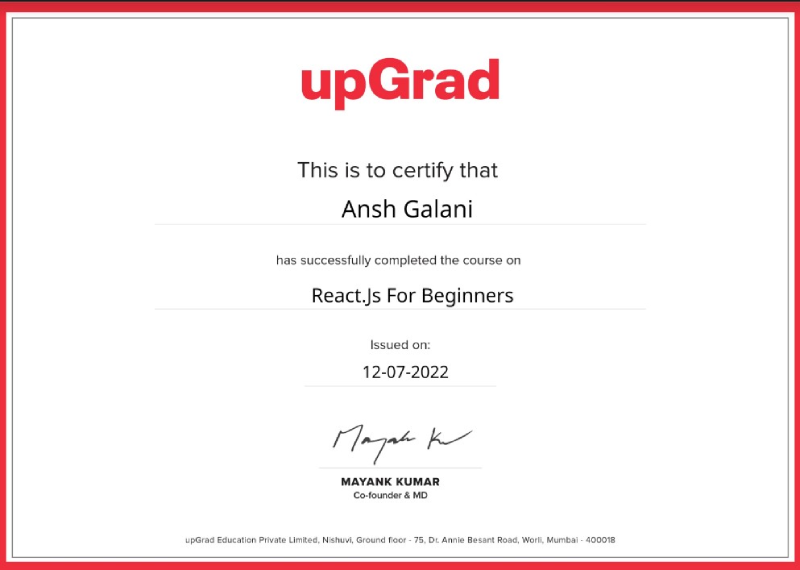 upGrad
This is to certify that
Ansh Galani
has successfully completed the course on
React.Js For Beginners
Issued on:
12-07-2022
Mayank Ku
MAYANK KUMAR
Co-founder & MD
upGrad Education Private Limited, Nishuvi, Ground floor - 75, Dr. Annie Besant Road, Worli, Mumbai - 400018